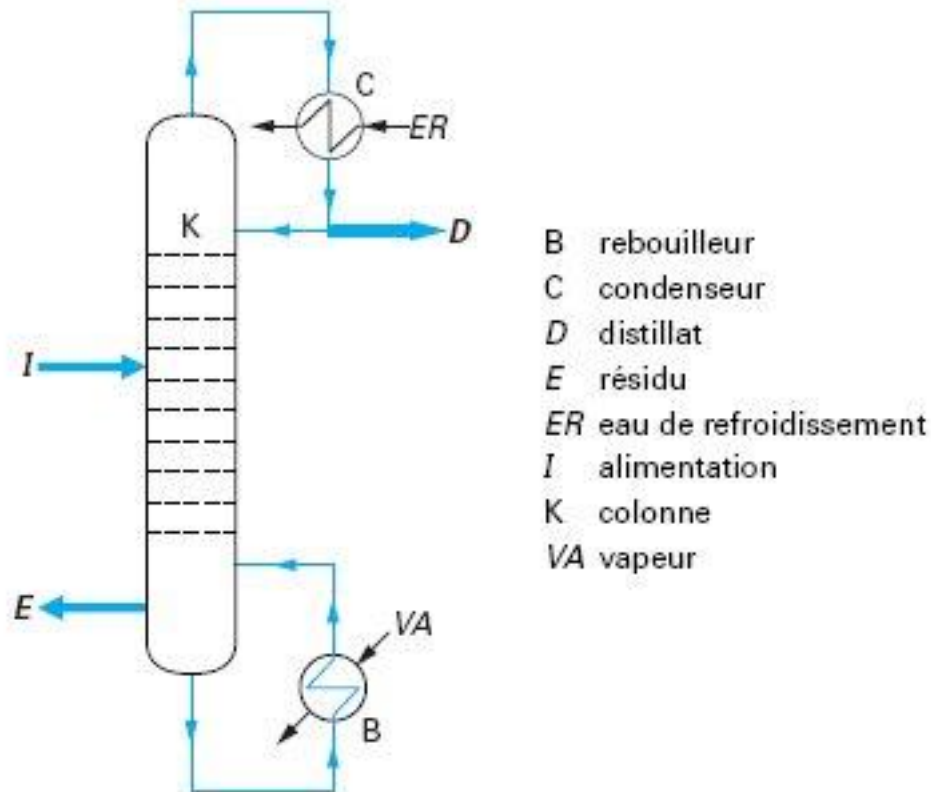 C
ER
K
D
I
E
VA
B
B rebouilleur
C condenseur
D distillat
E résidu
ER eau de refroidissement
I alimentation
K colonne
VA vapeur